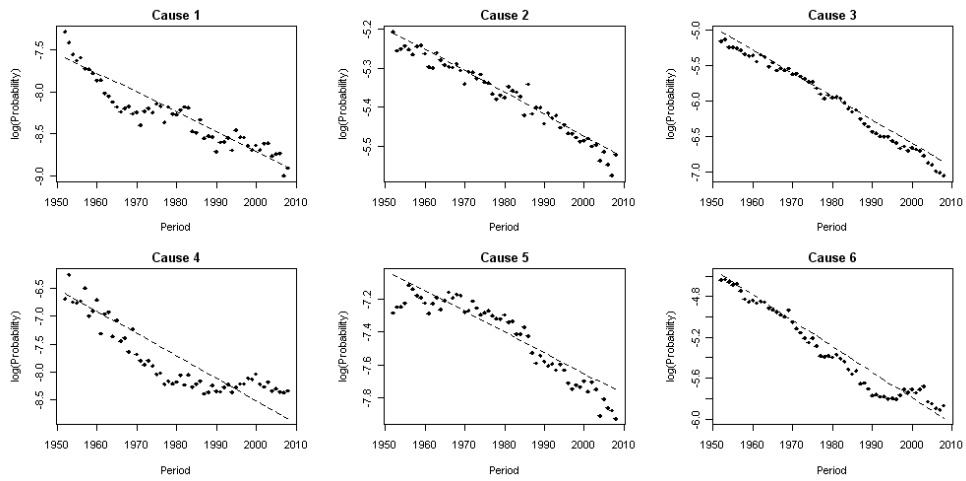 Cause 1
log(Probability)
-7.5
-8.0
-8.5
-9.0
1950 1960 1970 1980 1990 2000 2010
Period
Cause 2
log(Probability)
-5.2
-5.3
-5.4
-5.5
1950 1960 1970 1980 1990 2000 2010
Period
Cause 3
log(Probability)
-5.0
-5.5
-6.0
-6.5
-7.0
1950 1960 1970 1980 1990 2000 2010
Period
Cause 4
log(Probability)
-6.5
-7.0
-7.5
-8.0
-8.5
1950 1960 1970 1980 1990 2000 2010
Period
Cause 5
log(Probability)
-7.2
-7.4
-7.6
-7.8
1950 1960 1970 1980 1990 2000 2010
Period
Cause 6
log(Probability)
-4.8
-5.2
-5.6
-6.0
1950 1960 1970 1980 1990 2000 2010
Period